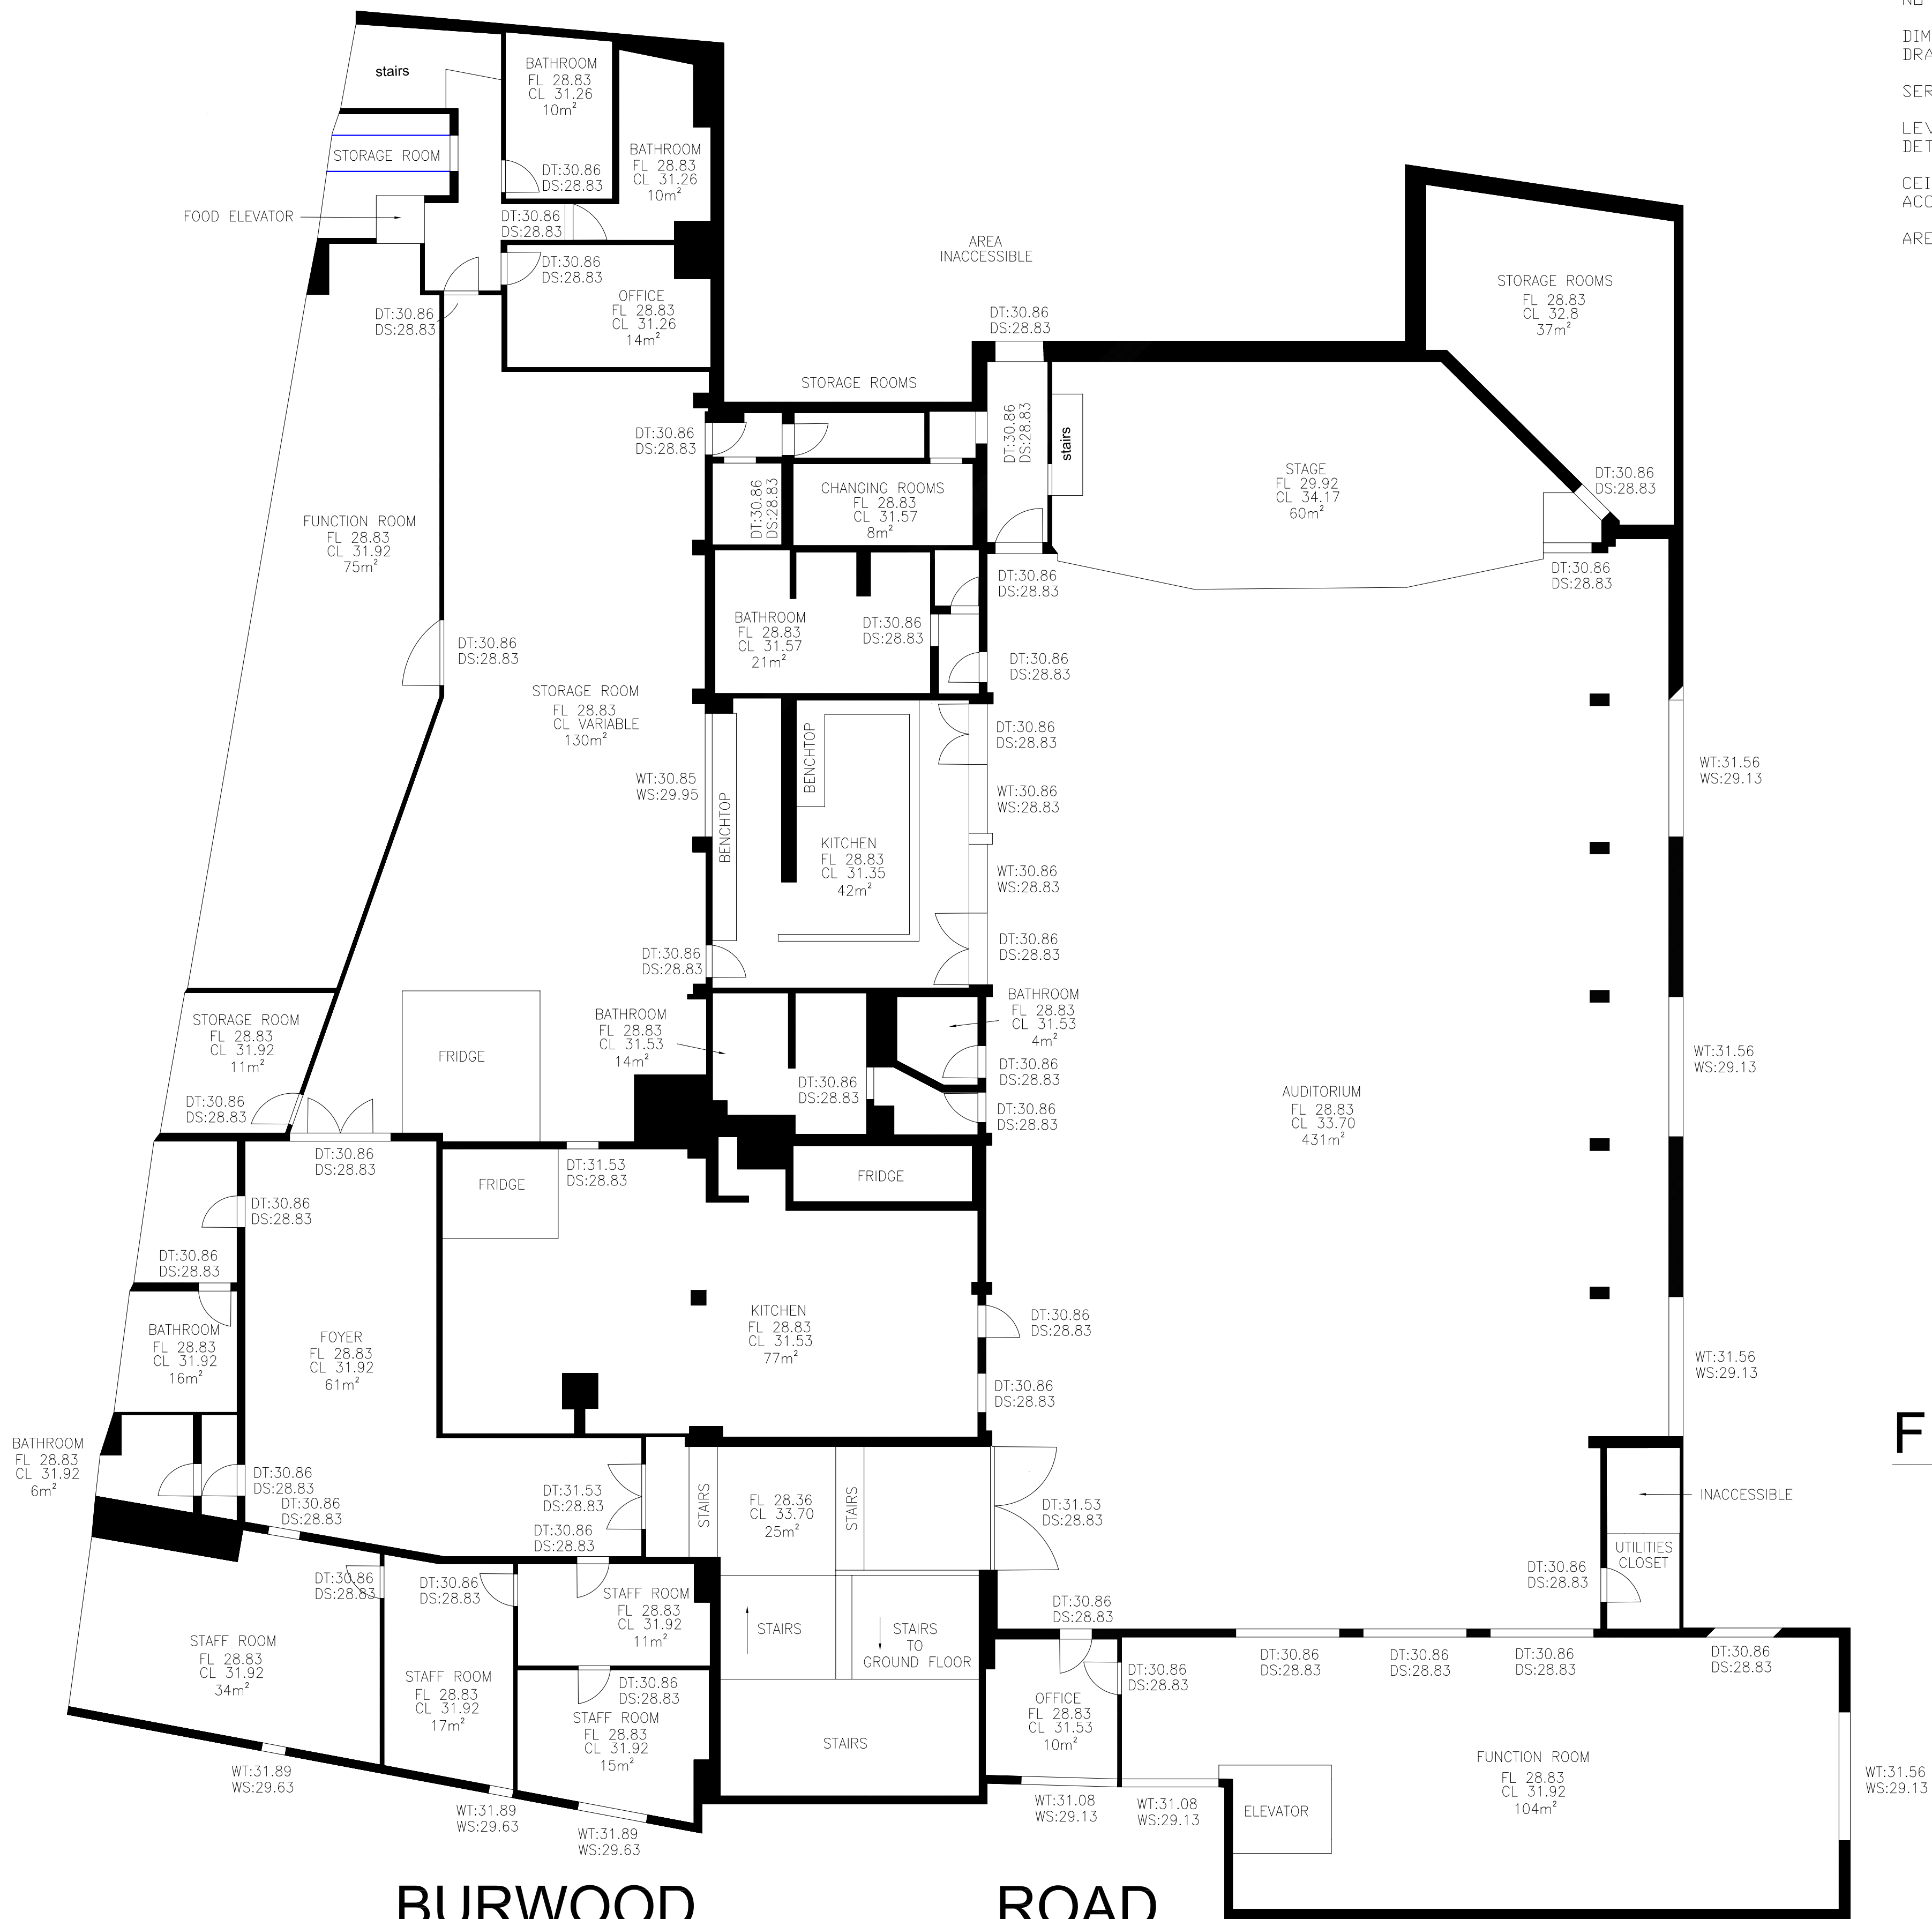 NO
DIM
DRA
SER
LEV
DET
CEI
ACC
ARE
stairs
BATHROOM
FL 28.83
CL 31.26
10m²
STORAGE ROOM
DT:30.86
DS:28.83
BATHROOM
FL 28.83
CL 31.26
10m²
FOOD ELEVATOR
DT:30.86
DS:28.83
DT:30.86
DS:28.83
OFFICE
FL 28.83
CL 31.26
14m²
DT:30.86
DS:28.83
AREA
INACCESSIBLE
STORAGE ROOMS
FL 28.83
CL 32.8
37m²
DT:30.86
DS:28.83
STORAGE ROOMS
DT:30.86
DS:28.83
DT:30.86
DS:28.83
stairs
STAGE
FL 29.92
CL 34.17
60m²
DT:30.86
DS:28.83
DT:30.86
DS:28.83
CHANGING ROOMS
FL 28.83
CL 31.57
8m²
FUNCTION ROOM
FL 28.83
CL 31.92
75m²
DT:30.86
DS:28.83
DT:30.86
DS:28.83
BATHROOM
FL 28.83
CL 31.57
21m²
DT:30.86
DS:28.83
DT:30.86
DS:28.83
DT:30.86
DS:28.83
STORAGE ROOM
FL 28.83
CL VARIABLE
130m²
BENCHTOP
DT:30.86
DS:28.83
WT:30.85
WS:29.95
BENCHTOP
WT:30.86
WS:28.83
WT:31.56
WS:29.13
KITCHEN
FL 28.83
CL 31.35
42m²
WT:30.86
WS:28.83
DT:30.86
DS:28.83
DT:30.86
DS:28.83
STORAGE ROOM
FL 28.83
CL 31.92
11m²
FRIDGE
BATHROOM
FL 28.83
CL 31.53
14m²
BATHROOM
FL 28.83
CL 31.53
4m²
DT:30.86
DS:28.83
DT:30.86
DS:28.83
DT:30.86
DS:28.83
DT:30.86
DS:28.83
AUDITORIUM
FL 28.83
CL 33.70
431m²
WT:31.56
WS:29.13
DT:30.86
DS:28.83
DT:31.53
DS:28.83
FRIDGE
FRIDGE
DT:30.86
DS:28.83
DT:30.86
DS:28.83
BATHROOM
FL 28.83
CL 31.92
16m²
FOYER
FL 28.83
CL 31.92
61m²
KITCHEN
FL 28.83
CL 31.53
77m²
DT:30.86
DS:28.83
DT:30.86
DS:28.83
WT:31.56
WS:29.13
F
BATHROOM
FL 28.83
CL 31.92
6m²
DT:30.86
DS:28.83
DT:30.86
DS:28.83
DT:31.53
DS:28.83
DT:30.86
DS:28.83
STAIRS
FL 28.36
CL 33.70
25m²
STAIRS
DT:31.53
DS:28.83
INACCESSIBLE
UTILITIES
CLOSET
DT:30.86
DS:28.83
DT:30.86
DS:28.83
DT:30.86
DS:28.83
STAFF ROOM
FL 28.83
CL 31.92
11m²
STAIRS
STAIRS
TO
GROUND FLOOR
DT:30.86
DS:28.83
STAFF ROOM
FL 28.83
CL 31.92
34m²
STAFF ROOM
FL 28.83
CL 31.92
17m²
DT:30.86
DS:28.83
STAFF ROOM
FL 28.83
CL 31.92
15m²
STAIRS
OFFICE
FL 28.83
CL 31.53
10m²
DT:30.86
DS:28.83
DT:30.86
DS:28.83
DT:30.86
DS:28.83
DT:30.86
DS:28.83
DT:30.86
DS:28.83
FUNCTION ROOM
FL 28.83
CL 31.92
104m²
WT:31.56
WS:29.13
WT:31.89
WS:29.63
WT:31.89
WS:29.63
WT:31.89
WS:29.63
WT:31.08
WS:29.13
WT:31.08
WS:29.13
ELEVATOR
BURWOOD ROAD